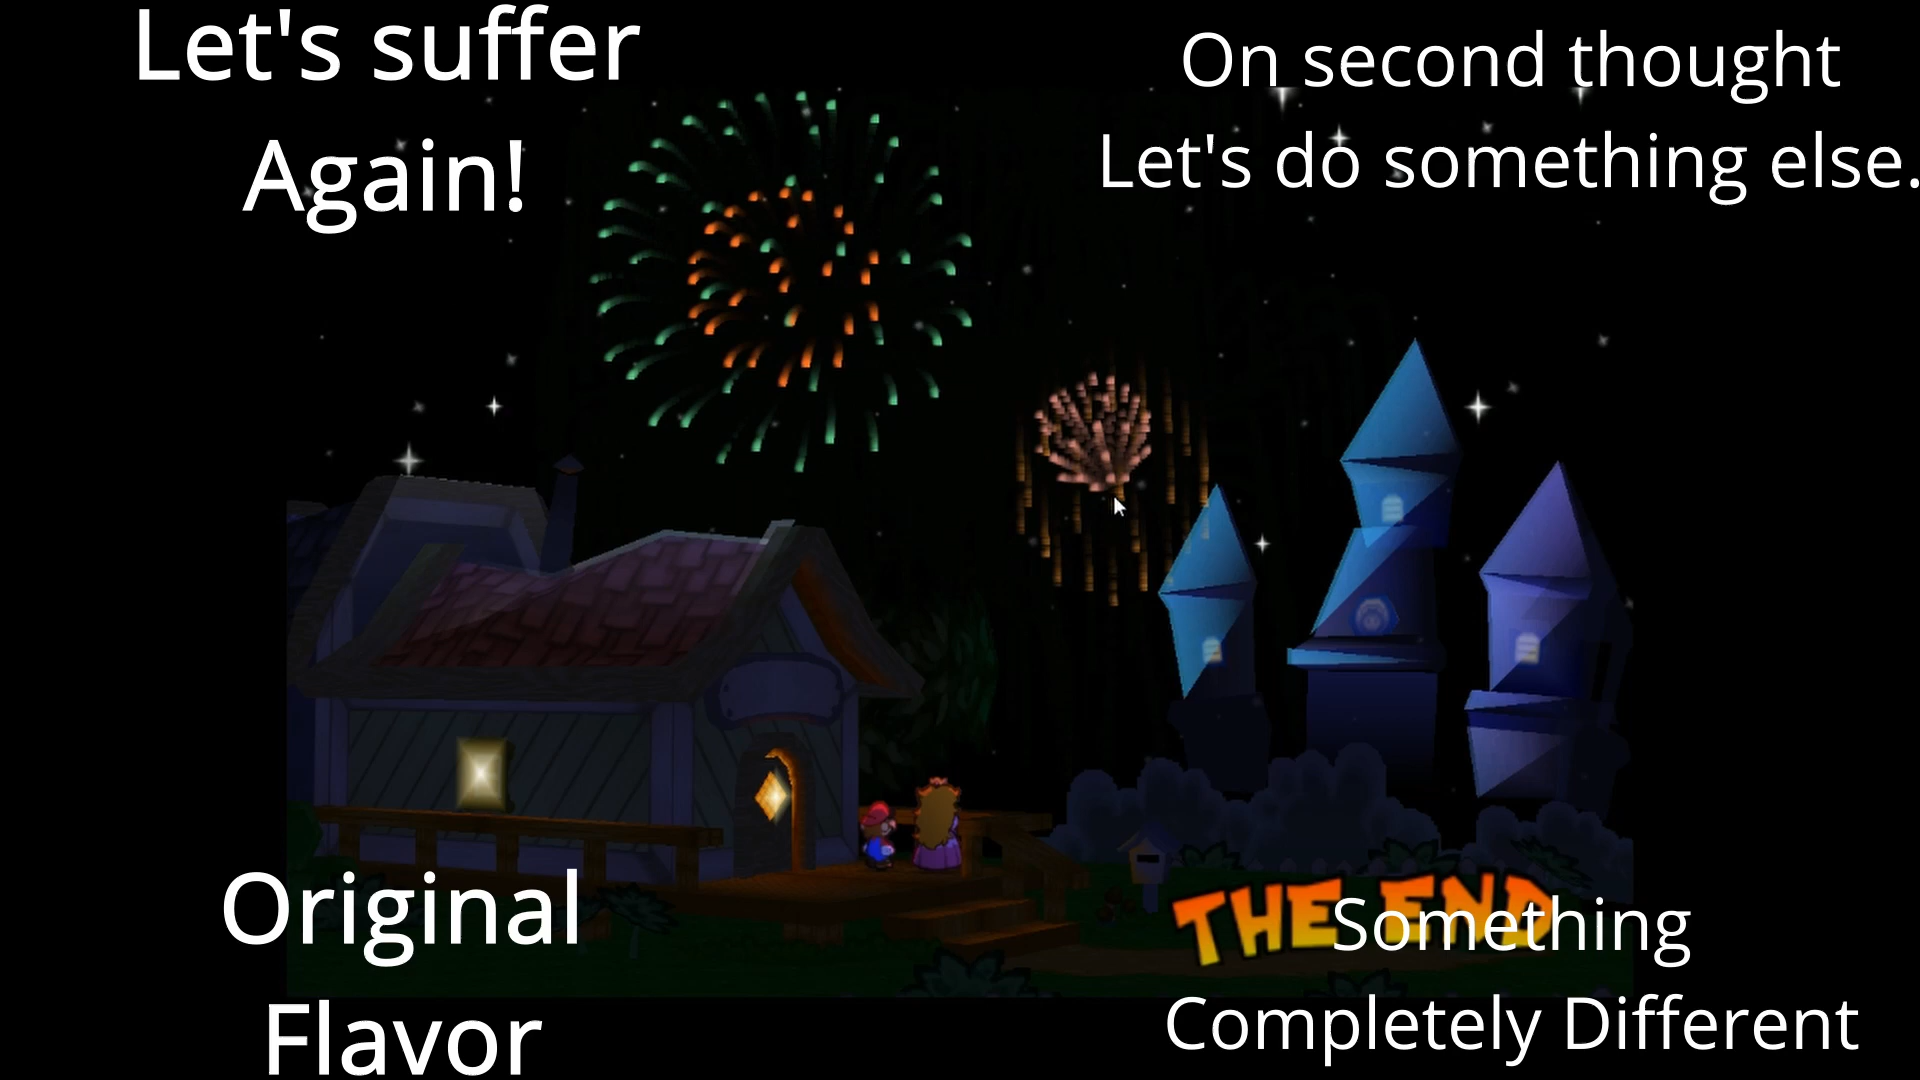 Let's suffer
Again!
On second thought
Let's do something else.
Original
Flavor
THE END
Something
Completely Different